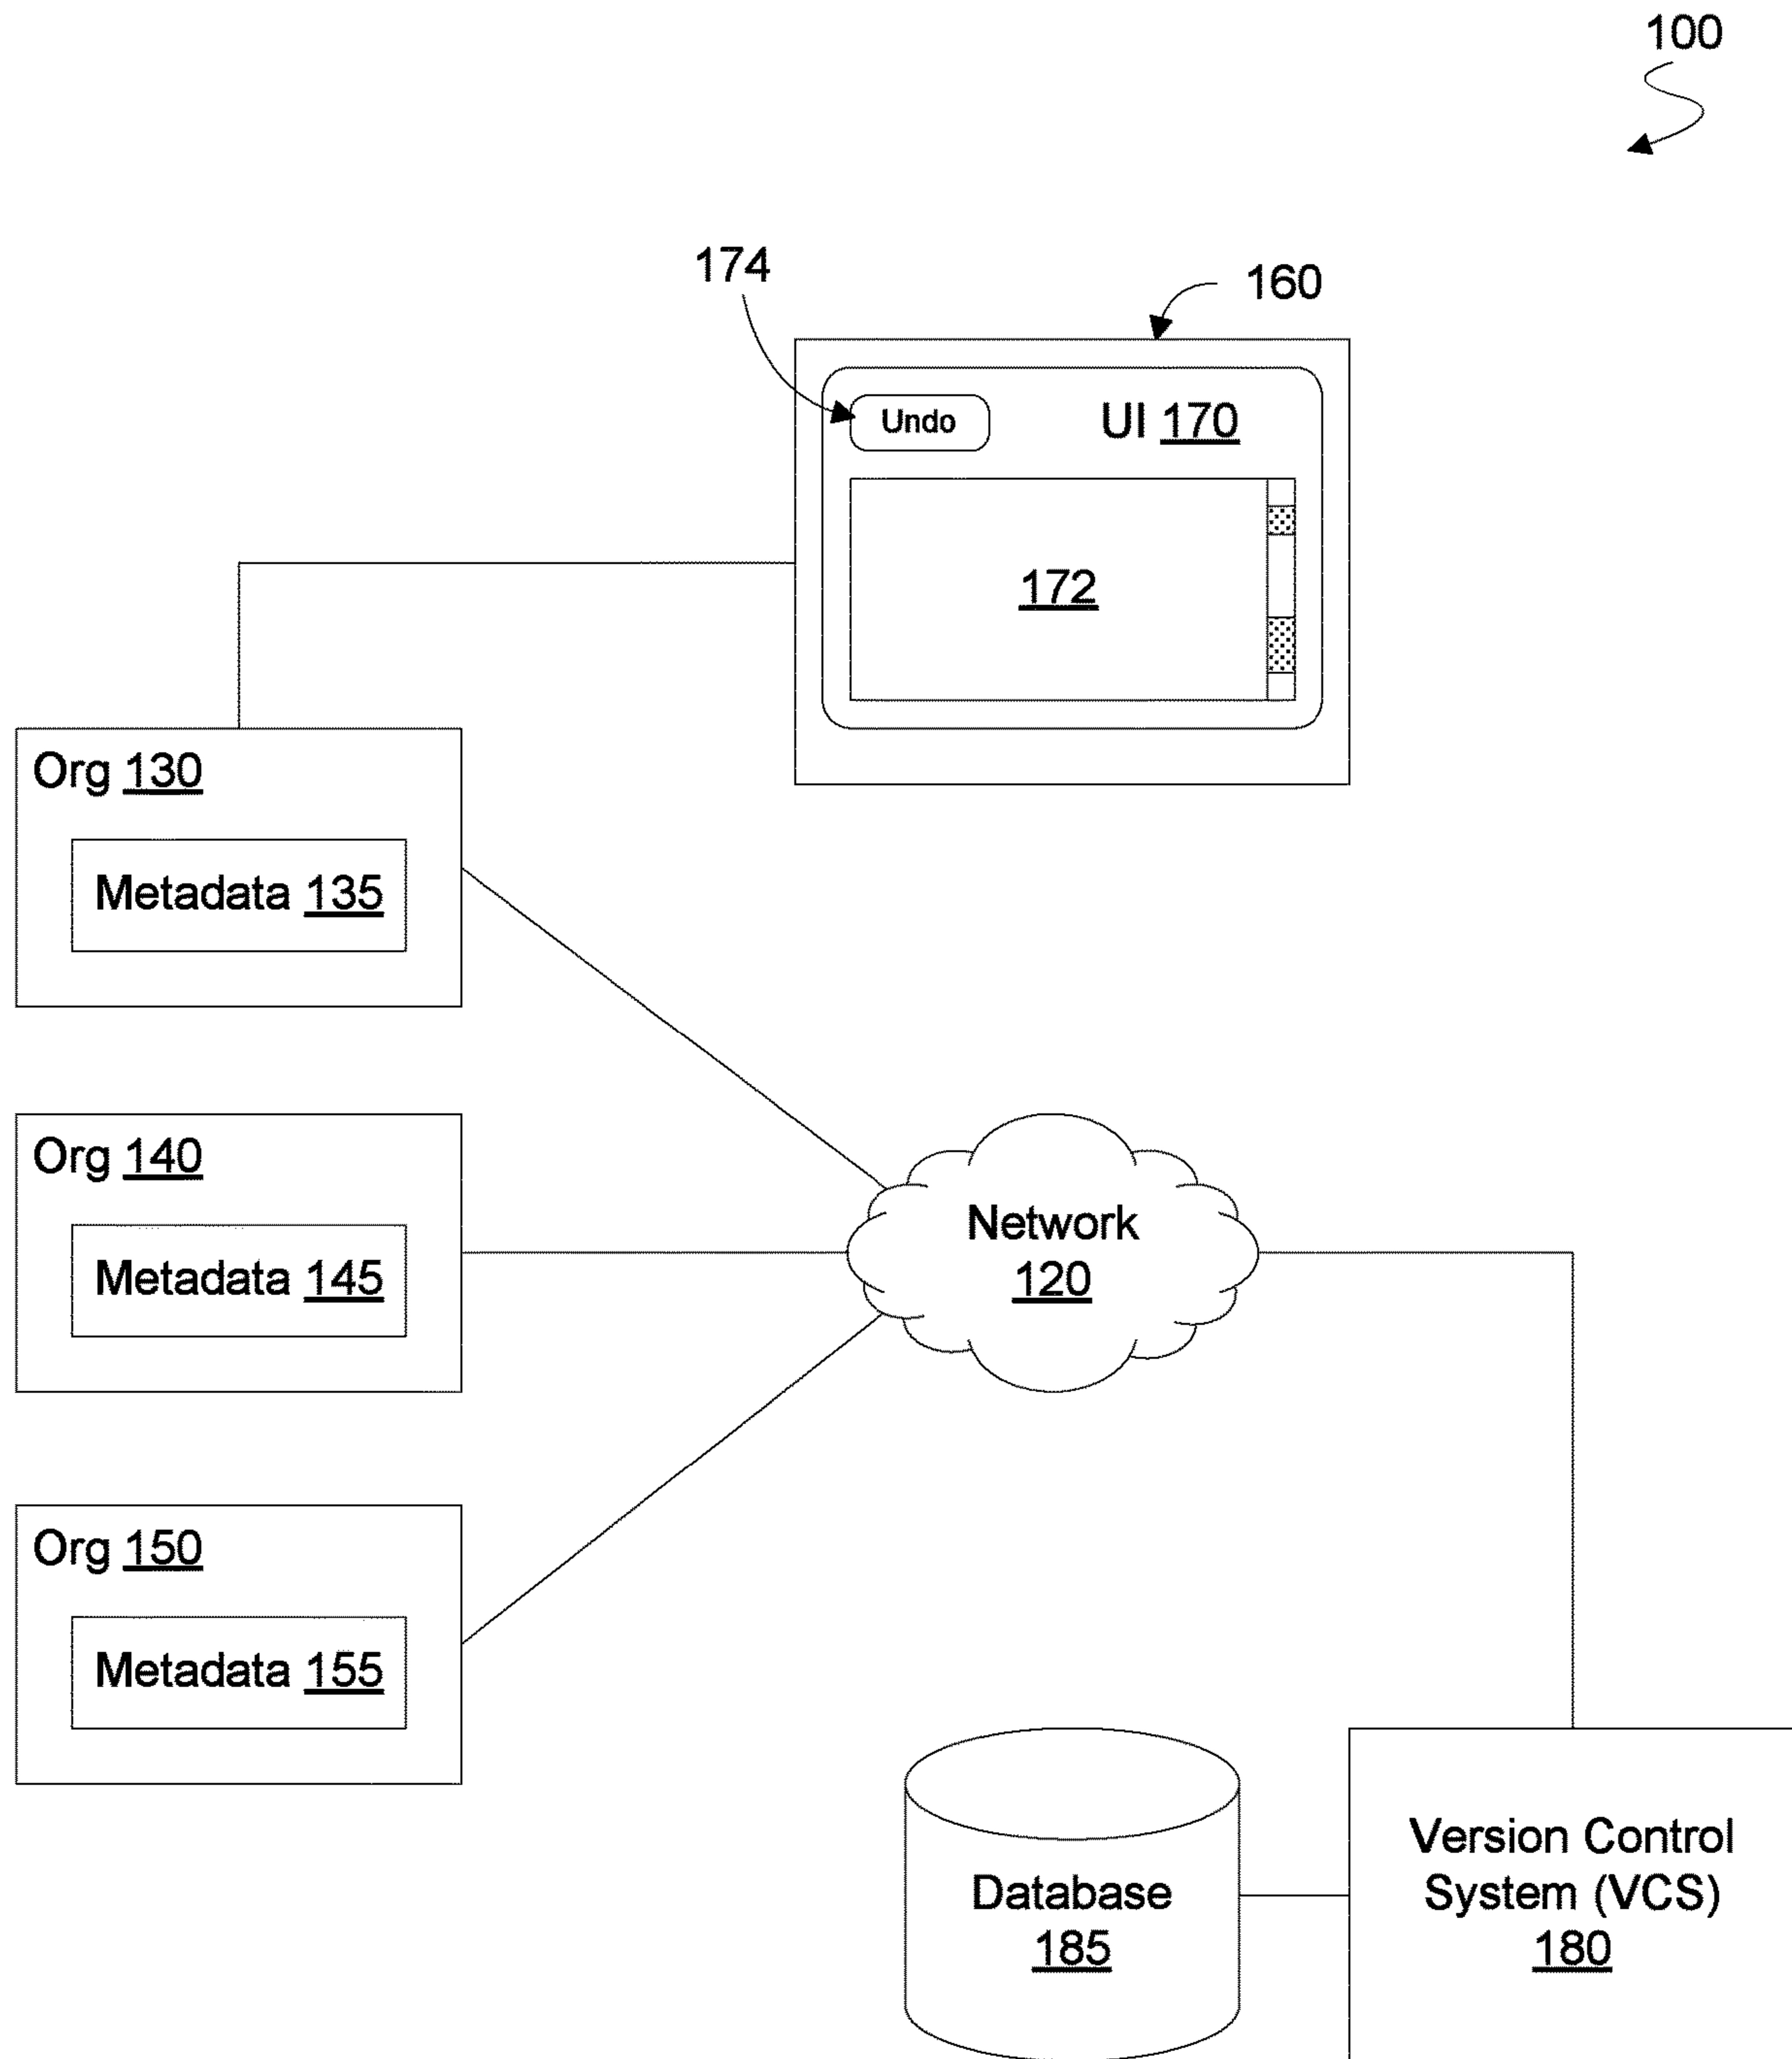 100
174
160
Undo
UI 170
172
Org 130
Metadata 135
Org 140
Metadata 145
Network
120
Org 150
Metadata 155
Database
185
Version Control
System (VCS)
180